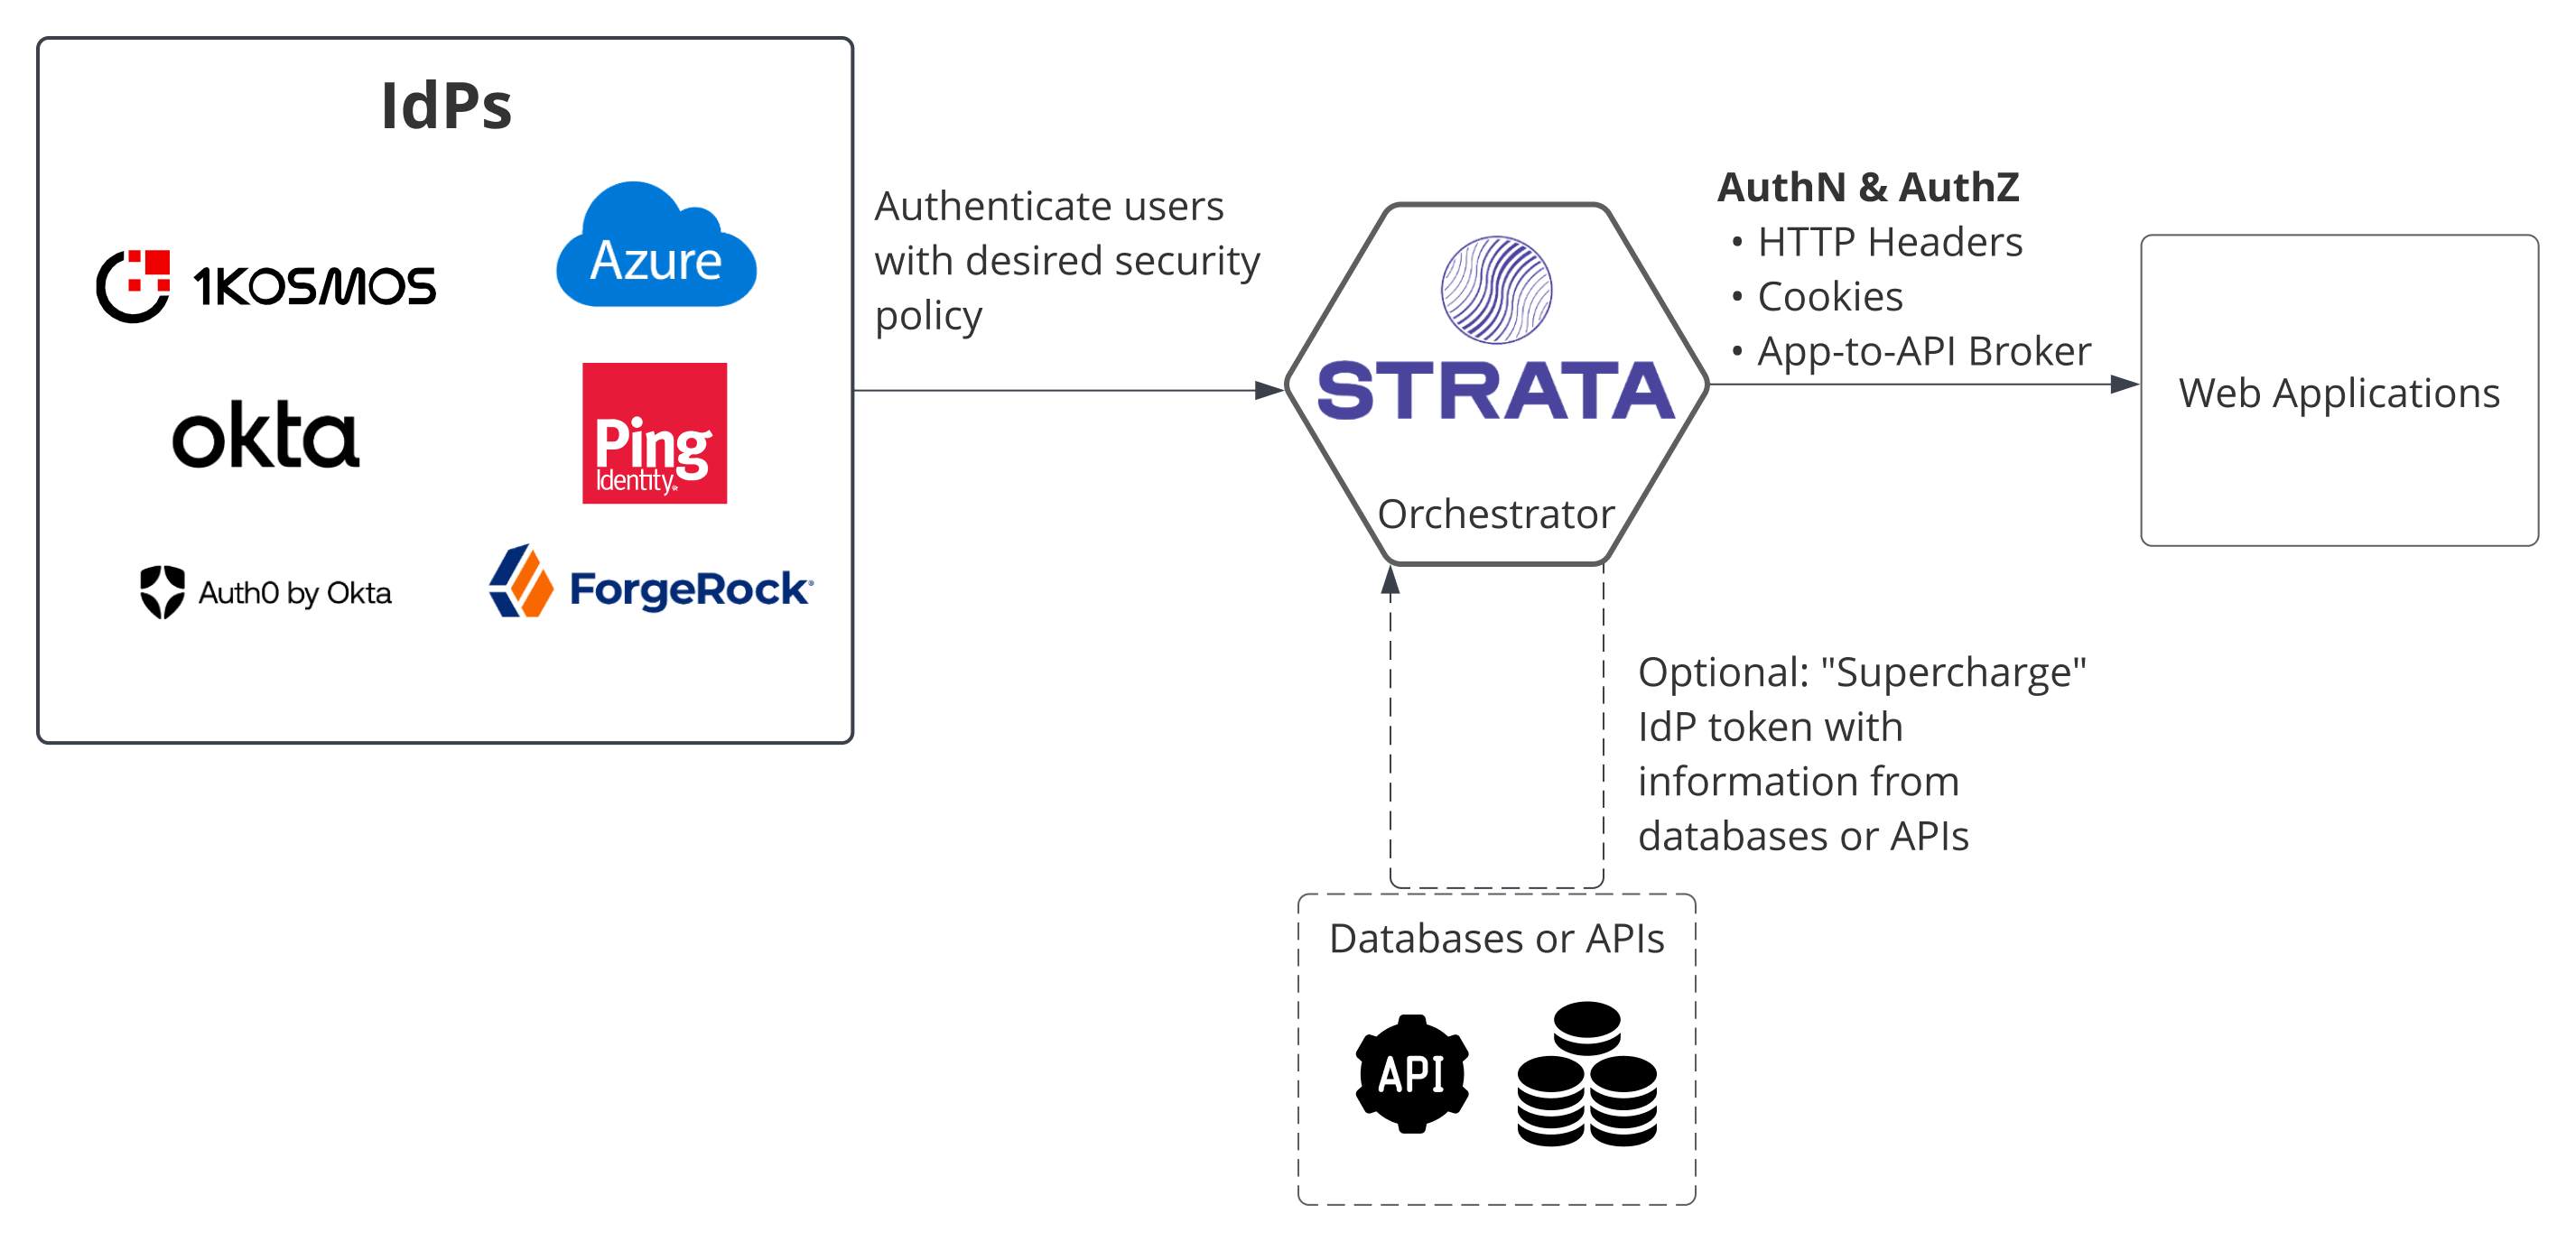 IdPs
1KOSMOS
Azure
okta
Ping
Identity
Auth0 by Okta
ForgeRock®
Authenticate users
with desired security
policy
STRATA
Orchestrator
AuthN & AuthZ
• HTTP Headers
• Cookies
• App-to-API Broker
Web Applications
Optional: "Supercharge"
IdP token with
information from
databases or APIs
Databases or APIs
API